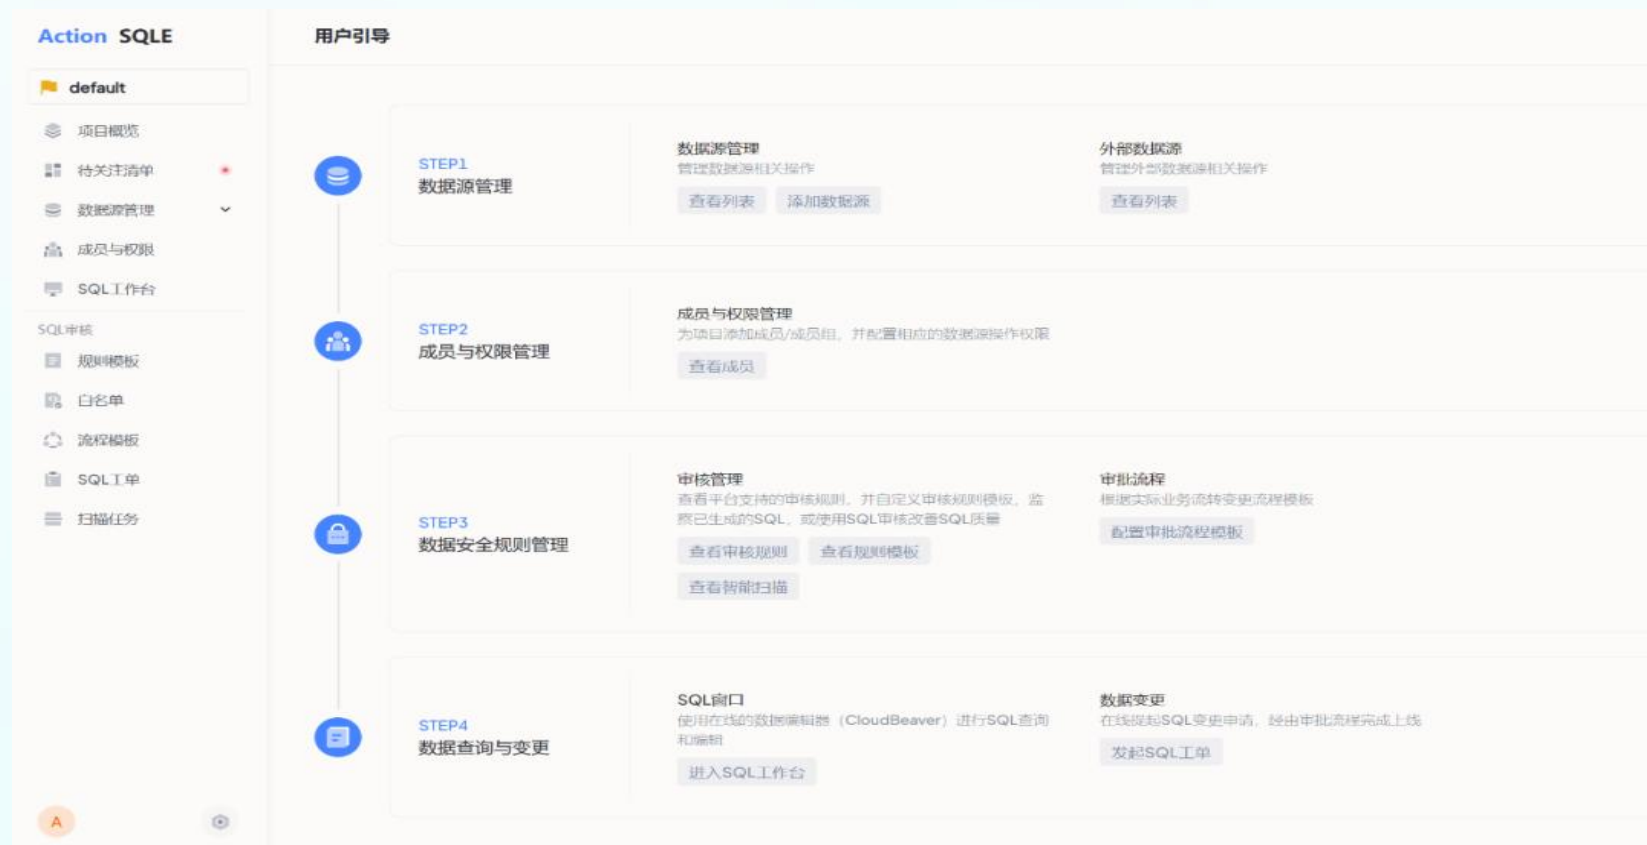 Action SQLE
default
项目概览
待关注清单
数据源管理
成员与权限
SQL工作台
SQL审核
规则模板
白名单
流程模板
SQL工单
扫描任务
A
用户引导
STEP1
数据源管理
数据源管理
管理数据源相关操作
查看列表 添加数据源
外部数据源
管理外部数据源相关操作
查看列表
STEP2
成员与权限管理
成员与权限管理
为项目添加成员/成员组，并配置相应的数据源操作权限
查看成员
STEP3
数据安全规则管理
审核管理
查看平台支持的审核规则，并自定义审核规则模板，监
察已生成的SQL，或使用SQL审核改善SQL质量
查看审核规则 查看规则模板
查看智能扫描
审批流程
根据实际业务流转变更流程模板
配置审批流程模板
STEP4
数据查询与变更
SQL窗口
使用在线的数据编辑器（CloudBeaver）进行SQL查询
和编辑
进入SQL工作台
数据变更
在线提起SQL变更申请，经由审批流程完成上线
发起SQL工单